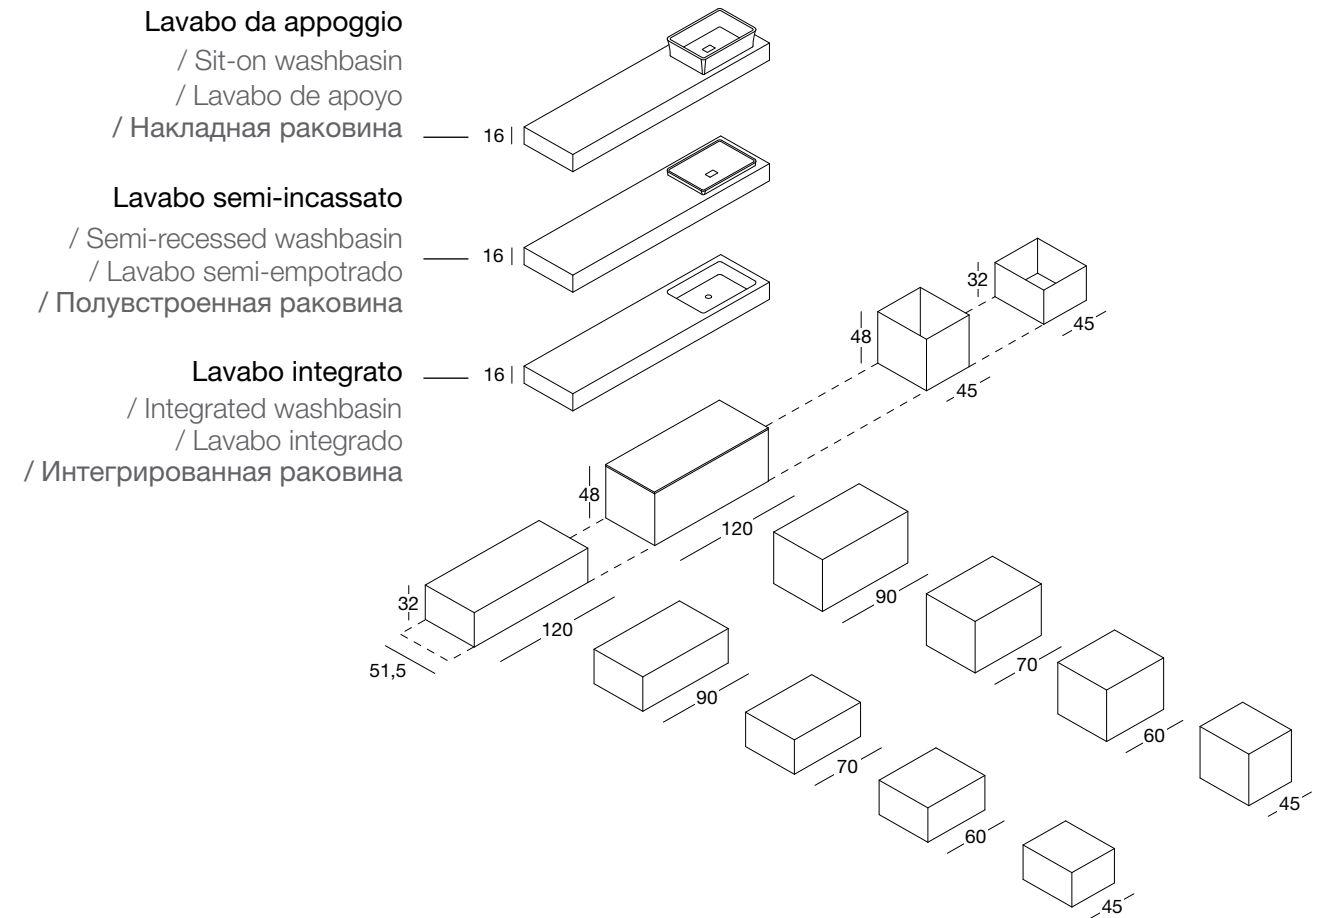 Lavabo da appoggio
/ Sit-on washbasin
/ Lavabo de apoyo
/ Накладная раковина
16
Lavabo semi-incassato
/ Semi-recessed washbasin
/ Lavabo semi-empotrado
/ Полувстроенная раковина
16
Lavabo integrato
/ Integrated washbasin
/ Lavabo integrado
/ Интегрированная раковина
16
32
45
48
45
48
120
90
70
60
45
32
51,5
120
90
70
60
45